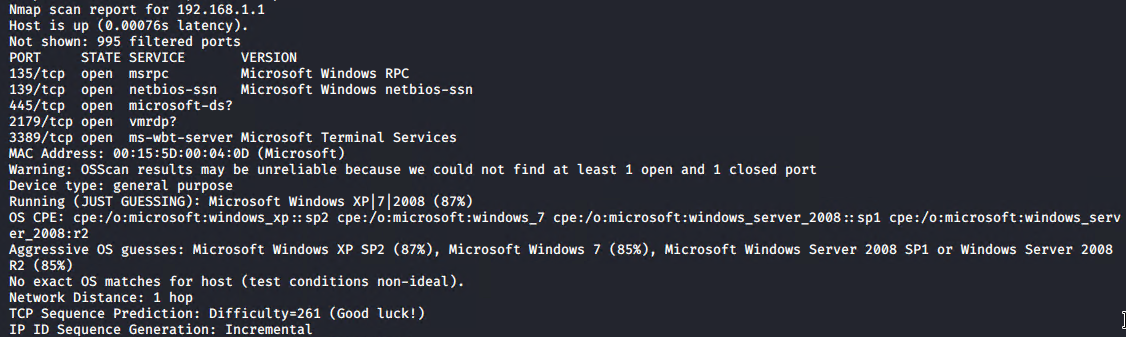 Nmap scan report for 192.168.1.1
Host is up (0.00076s latency).
Not shown: 995 filtered ports
PORT     STATE SERVICE       VERSION
135/tcp  open  msrpc         Microsoft Windows RPC
139/tcp  open  netbios-ssn   Microsoft Windows netbios-ssn
445/tcp  open  microsoft-ds?
2179/tcp open  vmrdp?
3389/tcp open  ms-wbt-server Microsoft Terminal Services
MAC Address: 00:15:5D:00:04:0D (Microsoft)
Warning: OSScan results may be unreliable because we could not find at least 1 open and 1 closed port
Device type: general purpose
Running (JUST GUESSING): Microsoft Windows XP|7|2008 (87%)
OS CPE: cpe:/o:microsoft:windows_xp::sp2 cpe:/o:microsoft:windows_7 cpe:/o:microsoft:windows_server_2008::sp1 cpe:/o:microsoft:windows_serv
er_2008:r2
Aggressive OS guesses: Microsoft Windows XP SP2 (87%), Microsoft Windows 7 (85%), Microsoft Windows Server 2008 SP1 or Windows Server 2008
R2 (85%)
No exact OS matches for host (test conditions non-ideal).
Network Distance: 1 hop
TCP Sequence Prediction: Difficulty=261 (Good luck!)
IP ID Sequence Generation: Incremental